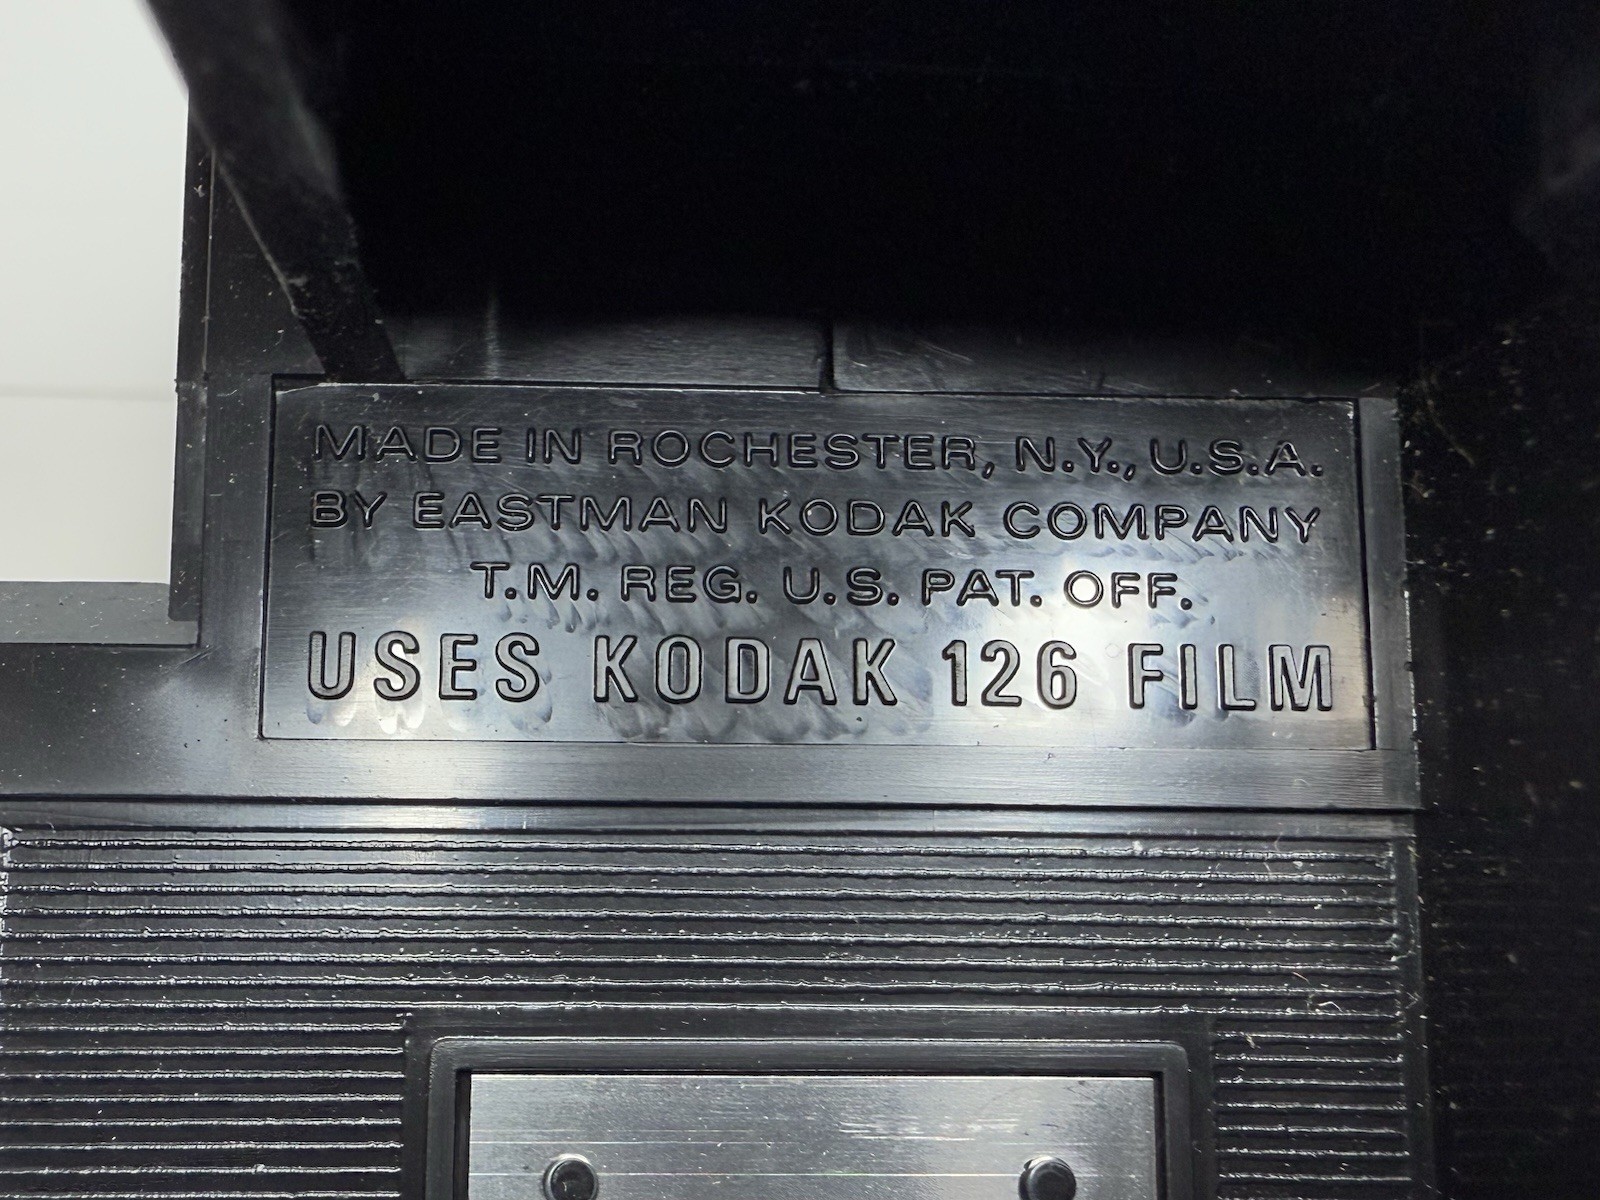 MADE IN ROCHESTER, N.Y., U.S.A.
BY EASTMAN KODAK COMPANY
T.M. REG. U.S. PAT. OFF.
USES KODAK 126 FILM